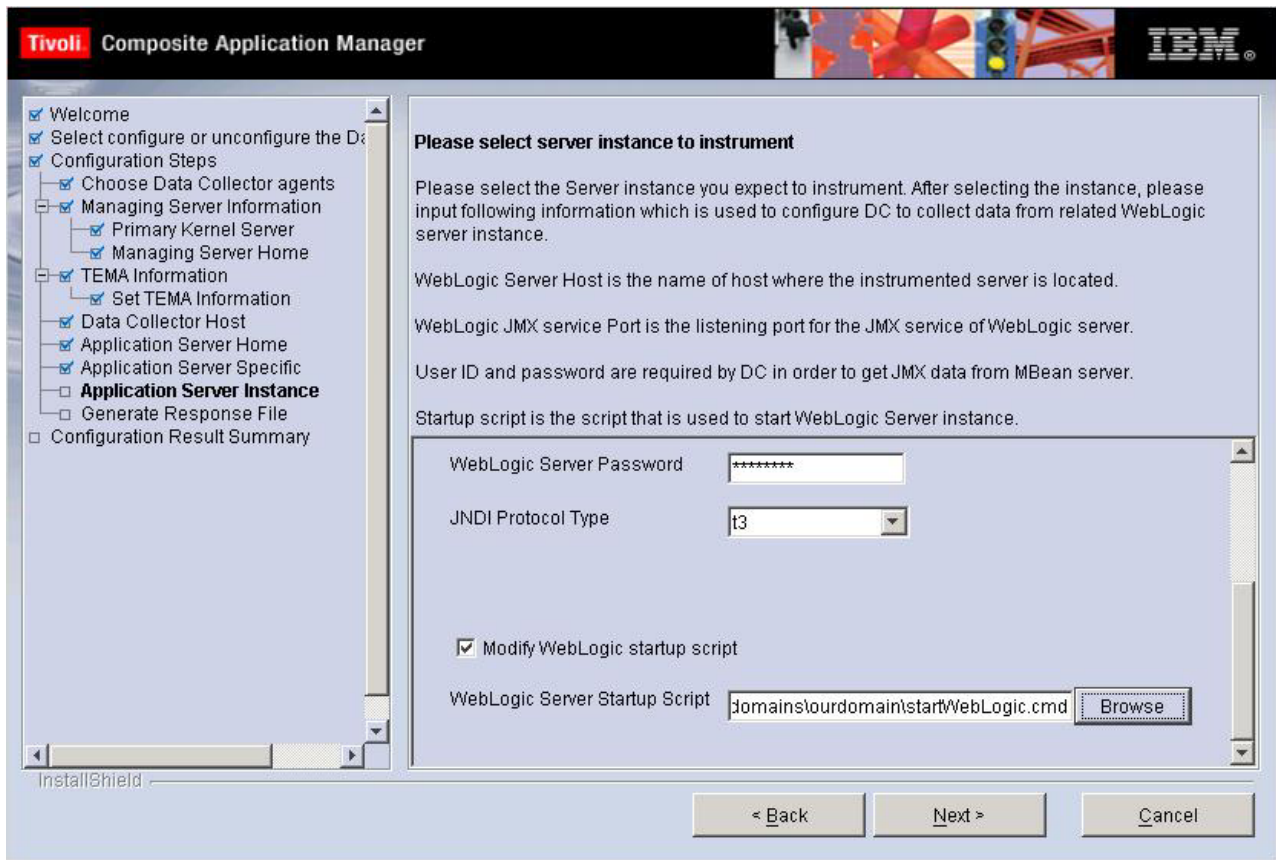 Tivoli. Composite Application Manager
IBM®
Welcome
Select configure or unconfigure the Da
Configuration Steps
Choose Data Collector agents
Managing Server Information
Primary Kernel Server
Managing Server Home
TEMA Information
Set TEMA Information
Data Collector Host
Application Server Home
Application Server Specific
Application Server Instance
Generate Response File
Configuration Result Summary
Please select server instance to instrument
Please select the Server instance you expect to instrument. After selecting the instance, please
input following information which is used to configure DC to collect data from related WebLogic
server instance.
WebLogic Server Host is the name of host where the instrumented server is located.
WebLogic JMX service Port is the listening port for the JMX service of WebLogic server.
User ID and password are required by DC in order to get JMX data from MBean server.
Startup script is the script that is used to start WebLogic Server instance.
WebLogic Server Password ********
JNDI Protocol Type t3
Modify WebLogic startup script
WebLogic Server Startup Script domains\ourdomain\startWebLogic.cmd Browse
InstallShield
< Back Next > Cancel